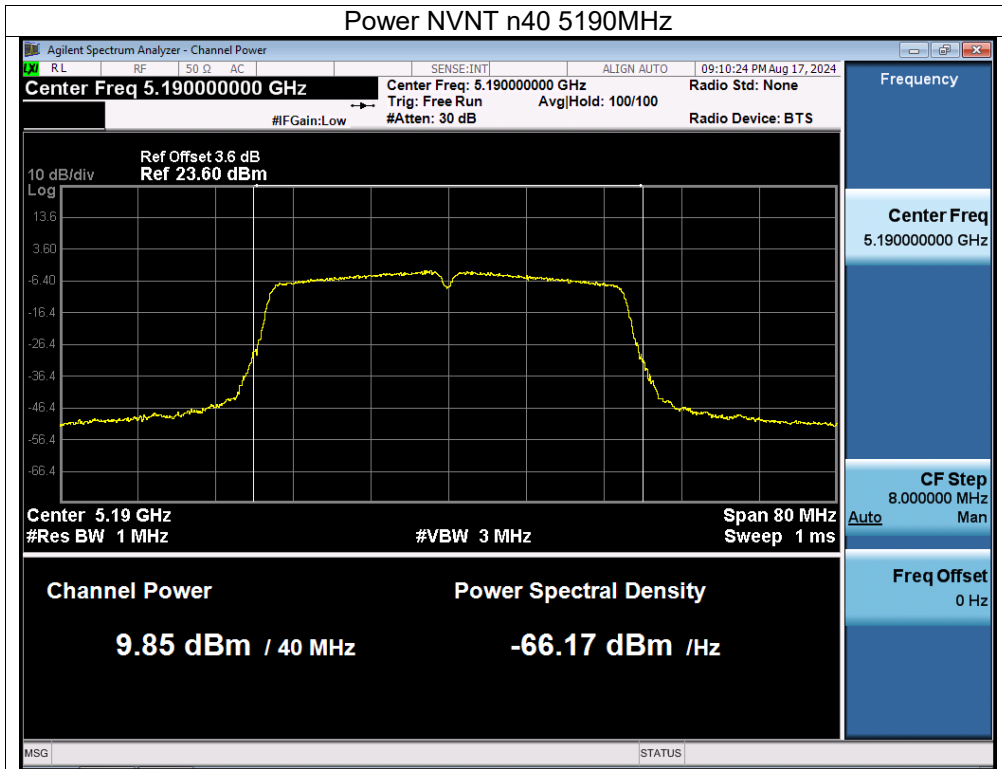 Power NVNT n40 5190MHz
Agilent Spectrum Analyzer - Channel Power
LXI RL RF 50 Ω AC SENSE:INT ALIGN AUTO 09:10:24 PM Aug 17, 2024
Center Freq 5.190000000 GHz
Center Freq: 5.190000000 GHz
Radio Std: None
Trig: Free Run Avg|Hold: 100/100
#IFGain:Low
#Atten: 30 dB
Radio Device: BTS
Ref Offset 3.6 dB
10 dB/div Ref 23.60 dBm
Log
13.6
3.60
-6.40
-16.4
-26.4
-36.4
-46.4
-56.4
-66.4
Center 5.19 GHz Span 80 MHz
#Res BW 1 MHz #VBW 3 MHz Sweep 1 ms
Channel Power Power Spectral Density
9.85 dBm / 40 MHz -66.17 dBm /Hz
Frequency
Center Freq
5.190000000 GHz
CF Step
8.000000 MHz
Auto Man
Freq Offset
0 Hz
MSG STATUS